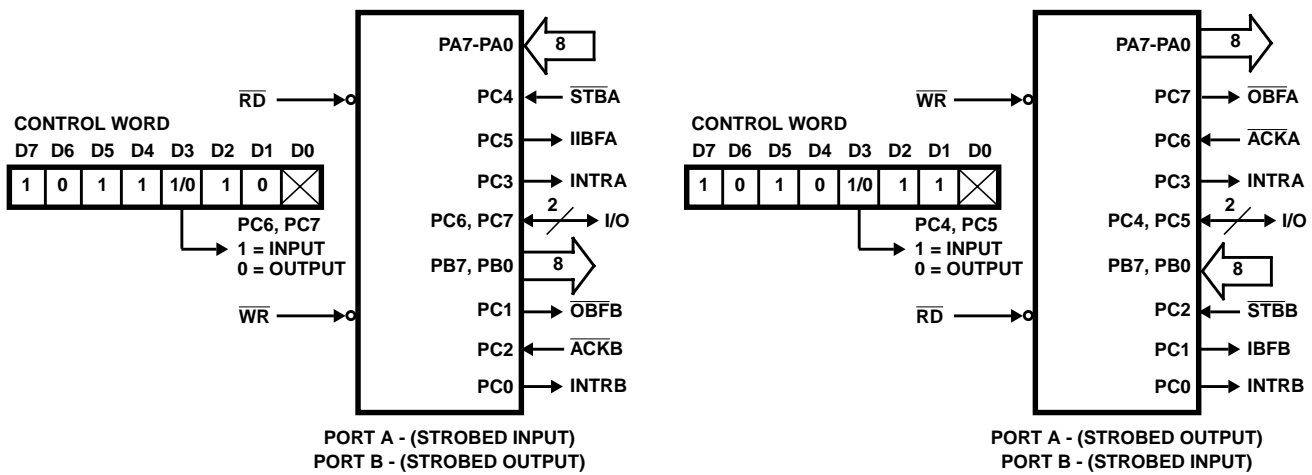 PA7-PA0
8
RD
PC4
STBA
CONTROL WORD
PC5
IIBFA
D7 D6 D5 D4 D3 D2 D1 D0
1 0 1 1 1/0 1 0
PC3
INTRA
PC6, PC7
1 = INPUT
0 = OUTPUT
PC6, PC7
2
I/O
PB7, PB0
8
WR
PC1
OBFB
PC2
ACKB
PC0
INTRB
PORT A - (STROBED INPUT)
PORT B - (STROBED OUTPUT)
PA7-PA0
8
WR
PC7
OBFA
CONTROL WORD
PC6
ACKA
D7 D6 D5 D4 D3 D2 D1 D0
1 0 1 0 1/0 1 1
PC3
INTRA
PC4, PC5
1 = INPUT
0 = OUTPUT
PC4, PC5
2
I/O
PB7, PB0
8
RD
PC2
STBB
PC1
IBFB
PC0
INTRB
PORT A - (STROBED OUTPUT)
PORT B - (STROBED INPUT)